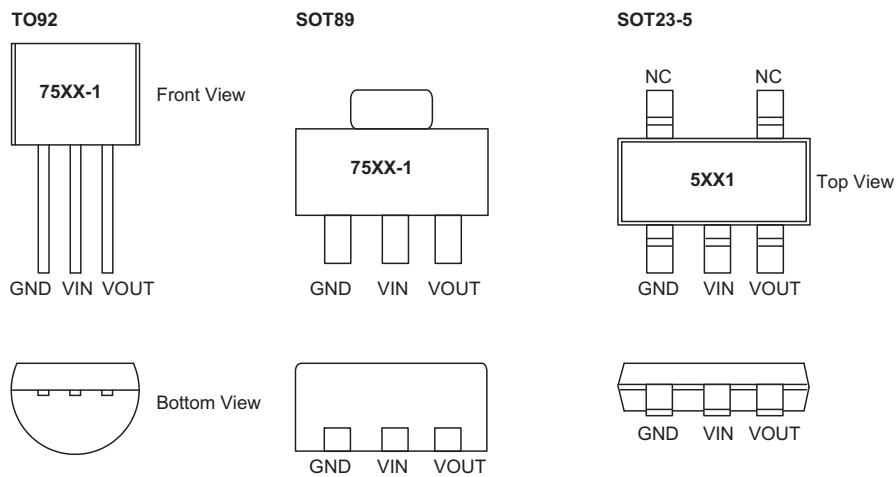 TO92
SOT89
SOT23-5
NC NC
75XX-1
Front View
75XX-1
5XX1
Top View
GND VIN VOUT
GND VIN VOUT
GND VIN VOUT
Bottom View
GND VIN VOUT
GND VIN VOUT